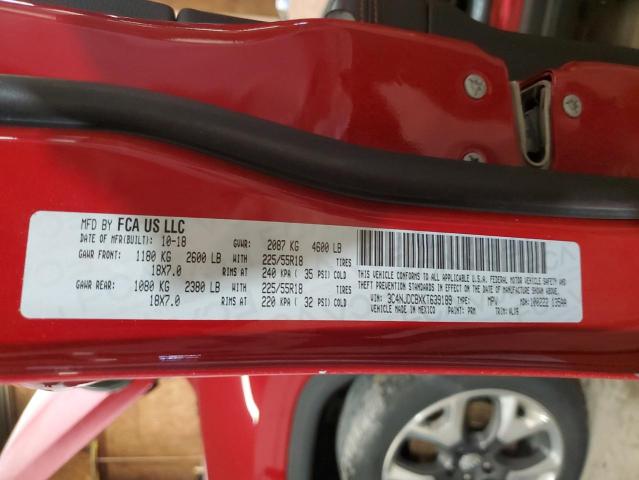 MFD BY FCA US LLC
DATE OF MFR(BUILT): 10-18 GVWR: 2087 KG 4600 LB
GAWR FRONT: 1180 KG 2600 LB WITH 225/55R18 TIRES
18X7.0 RIMS AT 240 KPA ( 35 PSI) COLD
GAWR REAR: 1080 KG 2380 LB WITH 225/55R18 TIRES
18X7.0 RIMS AT 220 KPA ( 32 PSI) COLD
THIS VEHICLE CONFORMS TO ALL APPLICABLE U.S.A. FEDERAL MOTOR VEHICLE SAFETY AND
THEFT PREVENTION STANDARDS IN EFFECT ON THE DATE OF MANUFACTURE SHOWN ABOVE.
VIN: 3C4NJDCBXKT639189 TYPE: MPV MDH: 100222 135AA
VEHICLE MADE IN MEXICO PAINT: PRM TRIM: